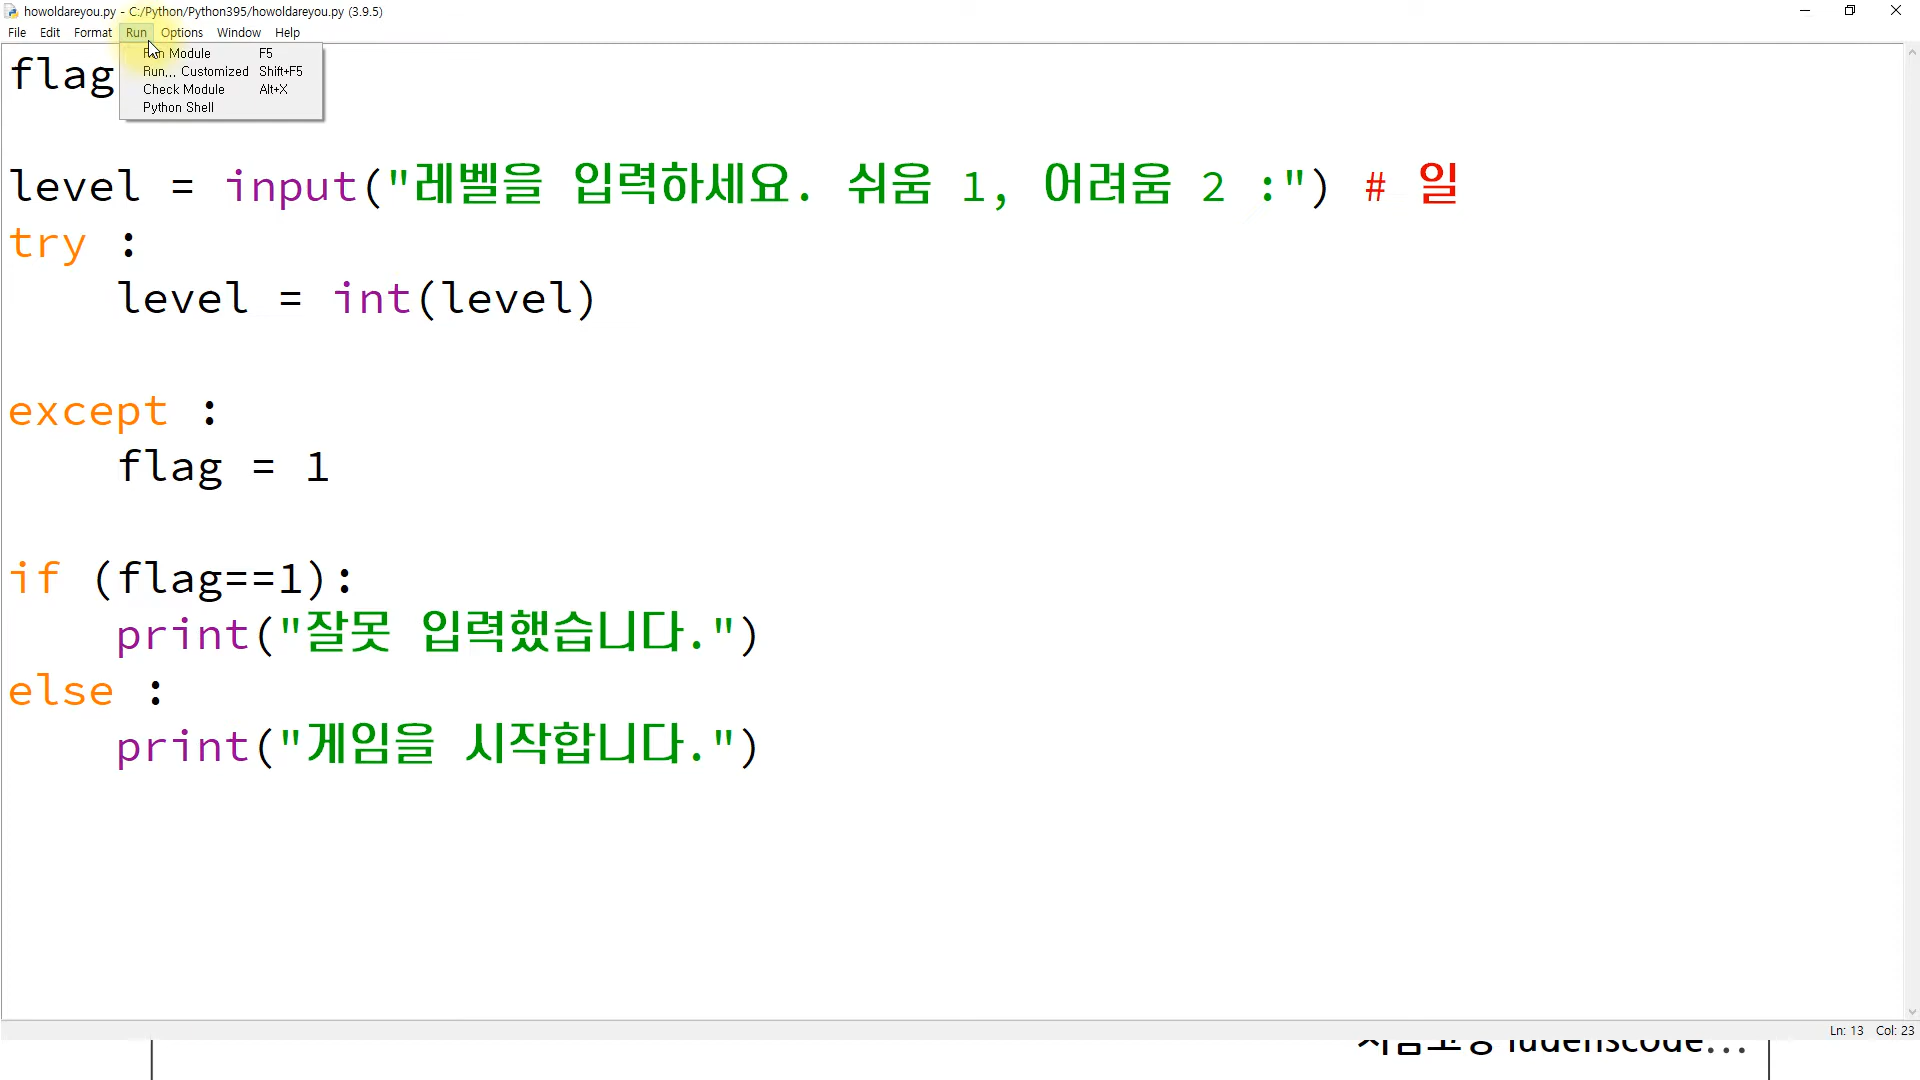 howoldareyou.py - C:/Python/Python395/howoldareyou.py (3.9.5)
File Edit Format Run Options Window Help
Run Module F5
Run... Customized Shift+F5
Check Module Alt+X
Python Shell
flag
level = input("레벨을 입력하세요. 쉬움 1, 어려움 2 :") # 일
try :
level = int(level)
except :
flag = 1
if (flag==1):
print("잘못 입력했습니다.")
else :
print("게임을 시작합니다.")
Ln: 13 Col: 23